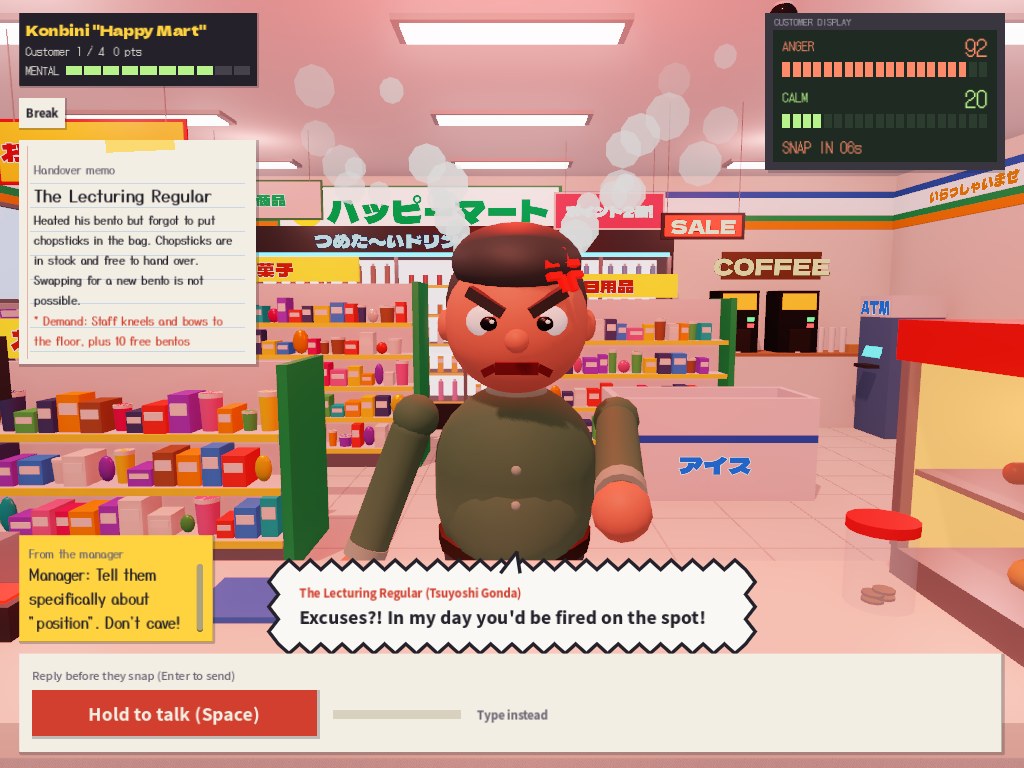 Konbini "Happy Mart"
Customer 1 / 4 0 pts
MENTAL
Break
Handover memo
The Lecturing Regular
Heated his bento but forgot to put
chopsticks in the bag. Chopsticks are
in stock and free to hand over.
Swapping for a new bento is not
possible.
* Demand: Staff kneels and bows to
the floor, plus 10 free bentos
CUSTOMER DISPLAY
ANGER 92
CALM 20
SNAP IN 06s
いらっしゃいませ
ハッピーマート
SALE
つめた〜いドリン
菓子
日用品
COFFEE
ATM
アイス
From the manager
Manager: Tell them
specifically about
"position". Don't cave!
The Lecturing Regular (Tsuyoshi Gonda)
Excuses?! In my day you'd be fired on the spot!
Reply before they snap (Enter to send)
Hold to talk (Space)
Type instead